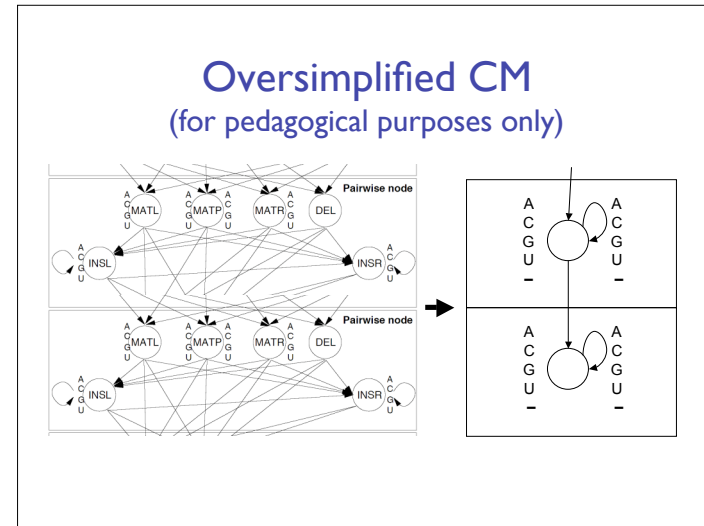 Oversimplified CM
(for pedagogical purposes only)
Pairwise node
A
C
G
U
MATL
A
C
G
U
MATP
A
C
G
U
MATR
A
C
G
U
DEL
A
C
G
U
INSL
INSR
A
C
G
U
Pairwise node
A
C
G
U
MATL
A
C
G
U
MATP
A
C
G
U
MATR
A
C
G
U
DEL
A
C
G
U
INSL
INSR
A
C
G
U
A
C
G
U
–
A
C
G
U
–
A
C
G
U
–
A
C
G
U
–